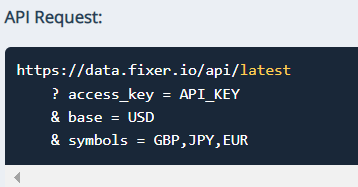 API Request:
https://data.fixer.io/api/latest
? access_key = API_KEY
& base = USD
& symbols = GBP,JPY,EUR